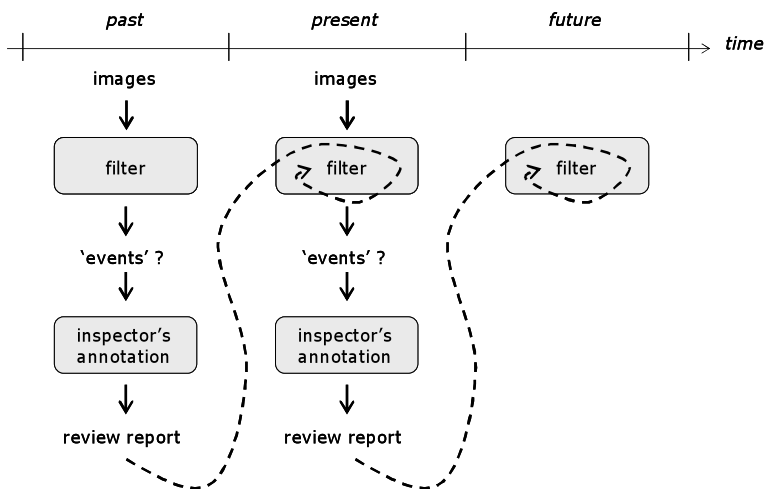 past present future
time
images images
filter filter filter
‘events’ ? ‘events’ ?
inspector’s inspector’s
annotation annotation
review report review report